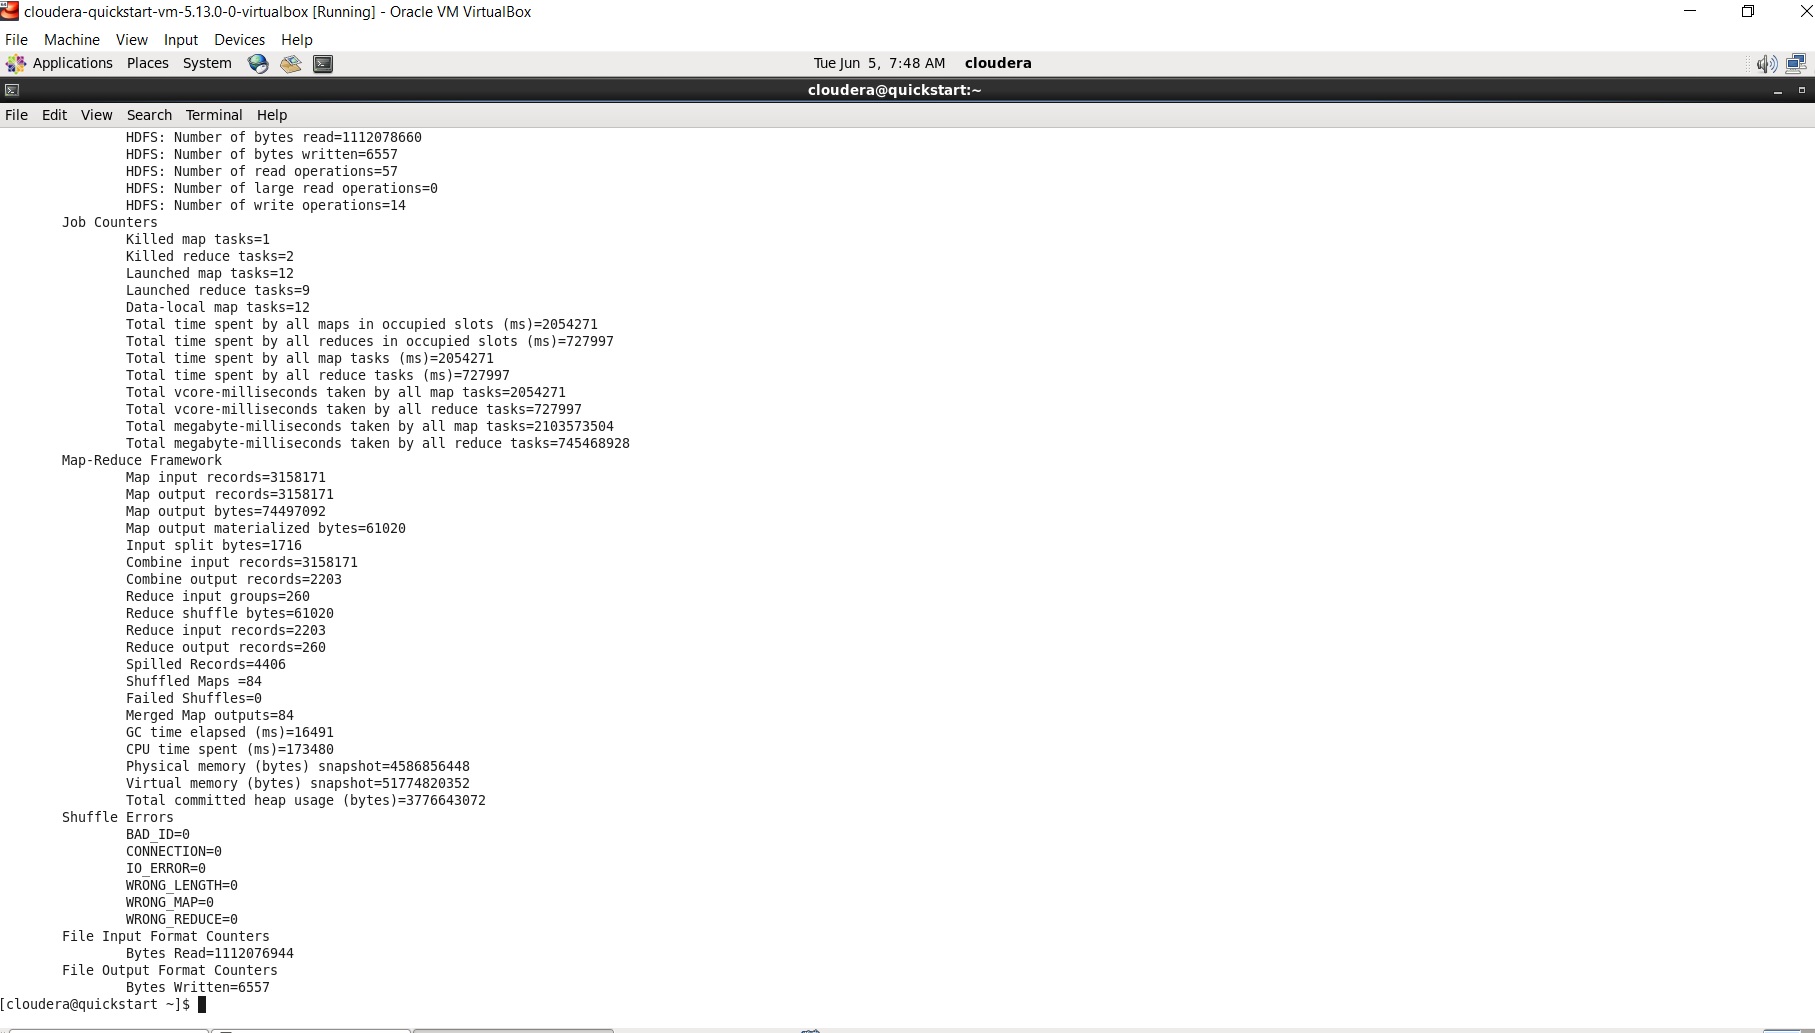 cloudera-quickstart-vm-5.13.0-0-virtualbox [Running] - Oracle VM VirtualBox
File Machine View Input Devices Help
Applications Places System Tue Jun 5, 7:48 AM cloudera
cloudera@quickstart:~
File Edit View Search Terminal Help
HDFS: Number of bytes read=1112078660
HDFS: Number of bytes written=6557
HDFS: Number of read operations=57
HDFS: Number of large read operations=0
HDFS: Number of write operations=14
Job Counters
Killed map tasks=1
Killed reduce tasks=2
Launched map tasks=12
Launched reduce tasks=9
Data-local map tasks=12
Total time spent by all maps in occupied slots (ms)=2054271
Total time spent by all reduces in occupied slots (ms)=727997
Total time spent by all map tasks (ms)=2054271
Total time spent by all reduce tasks (ms)=727997
Total vcore-milliseconds taken by all map tasks=2054271
Total vcore-milliseconds taken by all reduce tasks=727997
Total megabyte-milliseconds taken by all map tasks=2103573504
Total megabyte-milliseconds taken by all reduce tasks=745468928
Map-Reduce Framework
Map input records=3158171
Map output records=3158171
Map output bytes=74497092
Map output materialized bytes=61020
Input split bytes=1716
Combine input records=3158171
Combine output records=2203
Reduce input groups=260
Reduce shuffle bytes=61020
Reduce input records=2203
Reduce output records=260
Spilled Records=4406
Shuffled Maps =84
Failed Shuffles=0
Merged Map outputs=84
GC time elapsed (ms)=16491
CPU time spent (ms)=173480
Physical memory (bytes) snapshot=4586856448
Virtual memory (bytes) snapshot=51774820352
Total committed heap usage (bytes)=3776643072
Shuffle Errors
BAD_ID=0
CONNECTION=0
IO_ERROR=0
WRONG_LENGTH=0
WRONG_MAP=0
WRONG_REDUCE=0
File Input Format Counters
Bytes Read=1112076944
File Output Format Counters
Bytes Written=6557
[cloudera@quickstart ~]$